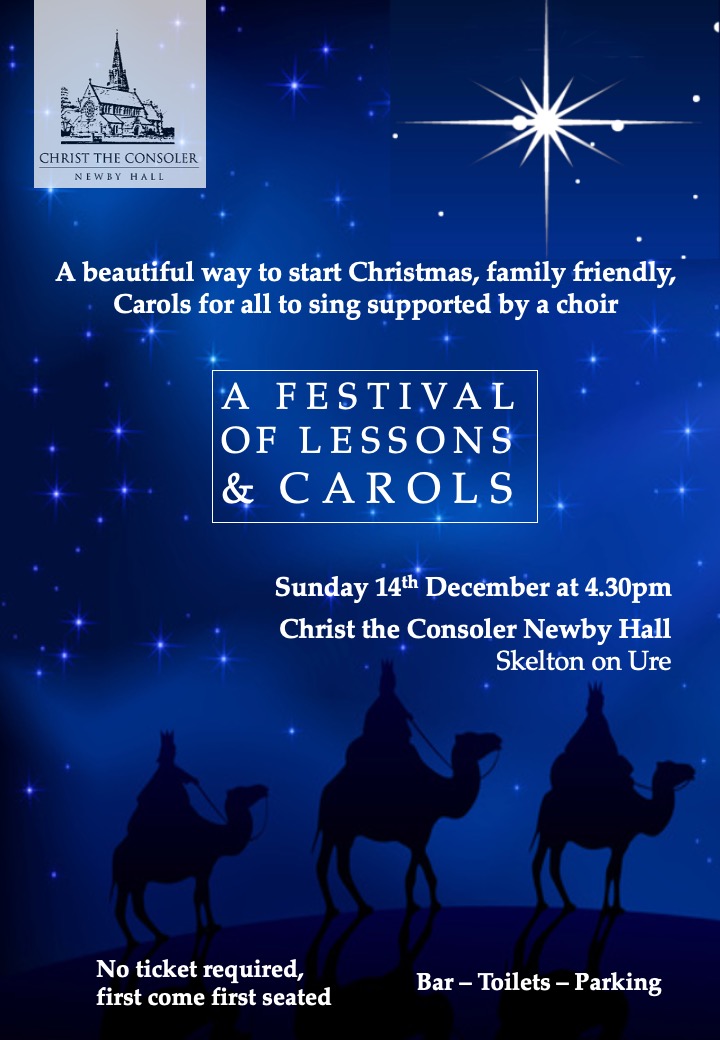 CHRIST THE CONSOLER
NEWBY HALL
A beautiful way to start Christmas, family friendly,
Carols for all to sing supported by a choir
A FESTIVAL
OF LESSONS
& CAROLS
Sunday 14th December at 4.30pm
Christ the Consoler Newby Hall
Skelton on Ure
No ticket required,
first come first seated
Bar – Toilets – Parking